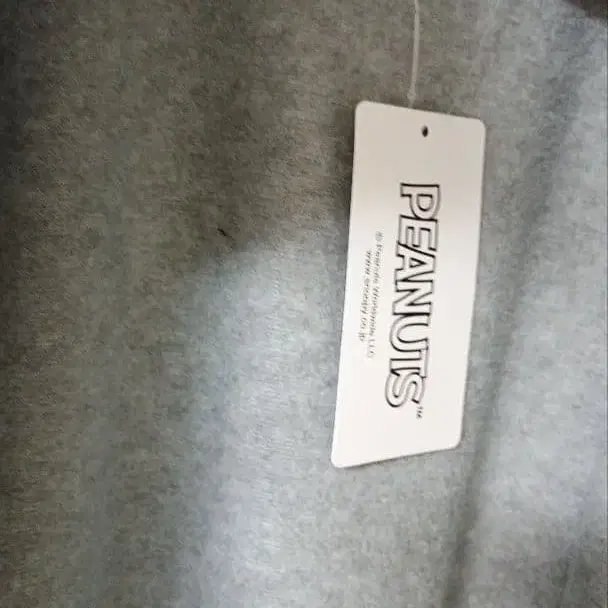 PEANUTS™
© Peanuts Worldwide LLC
www.snoopy.co.jp